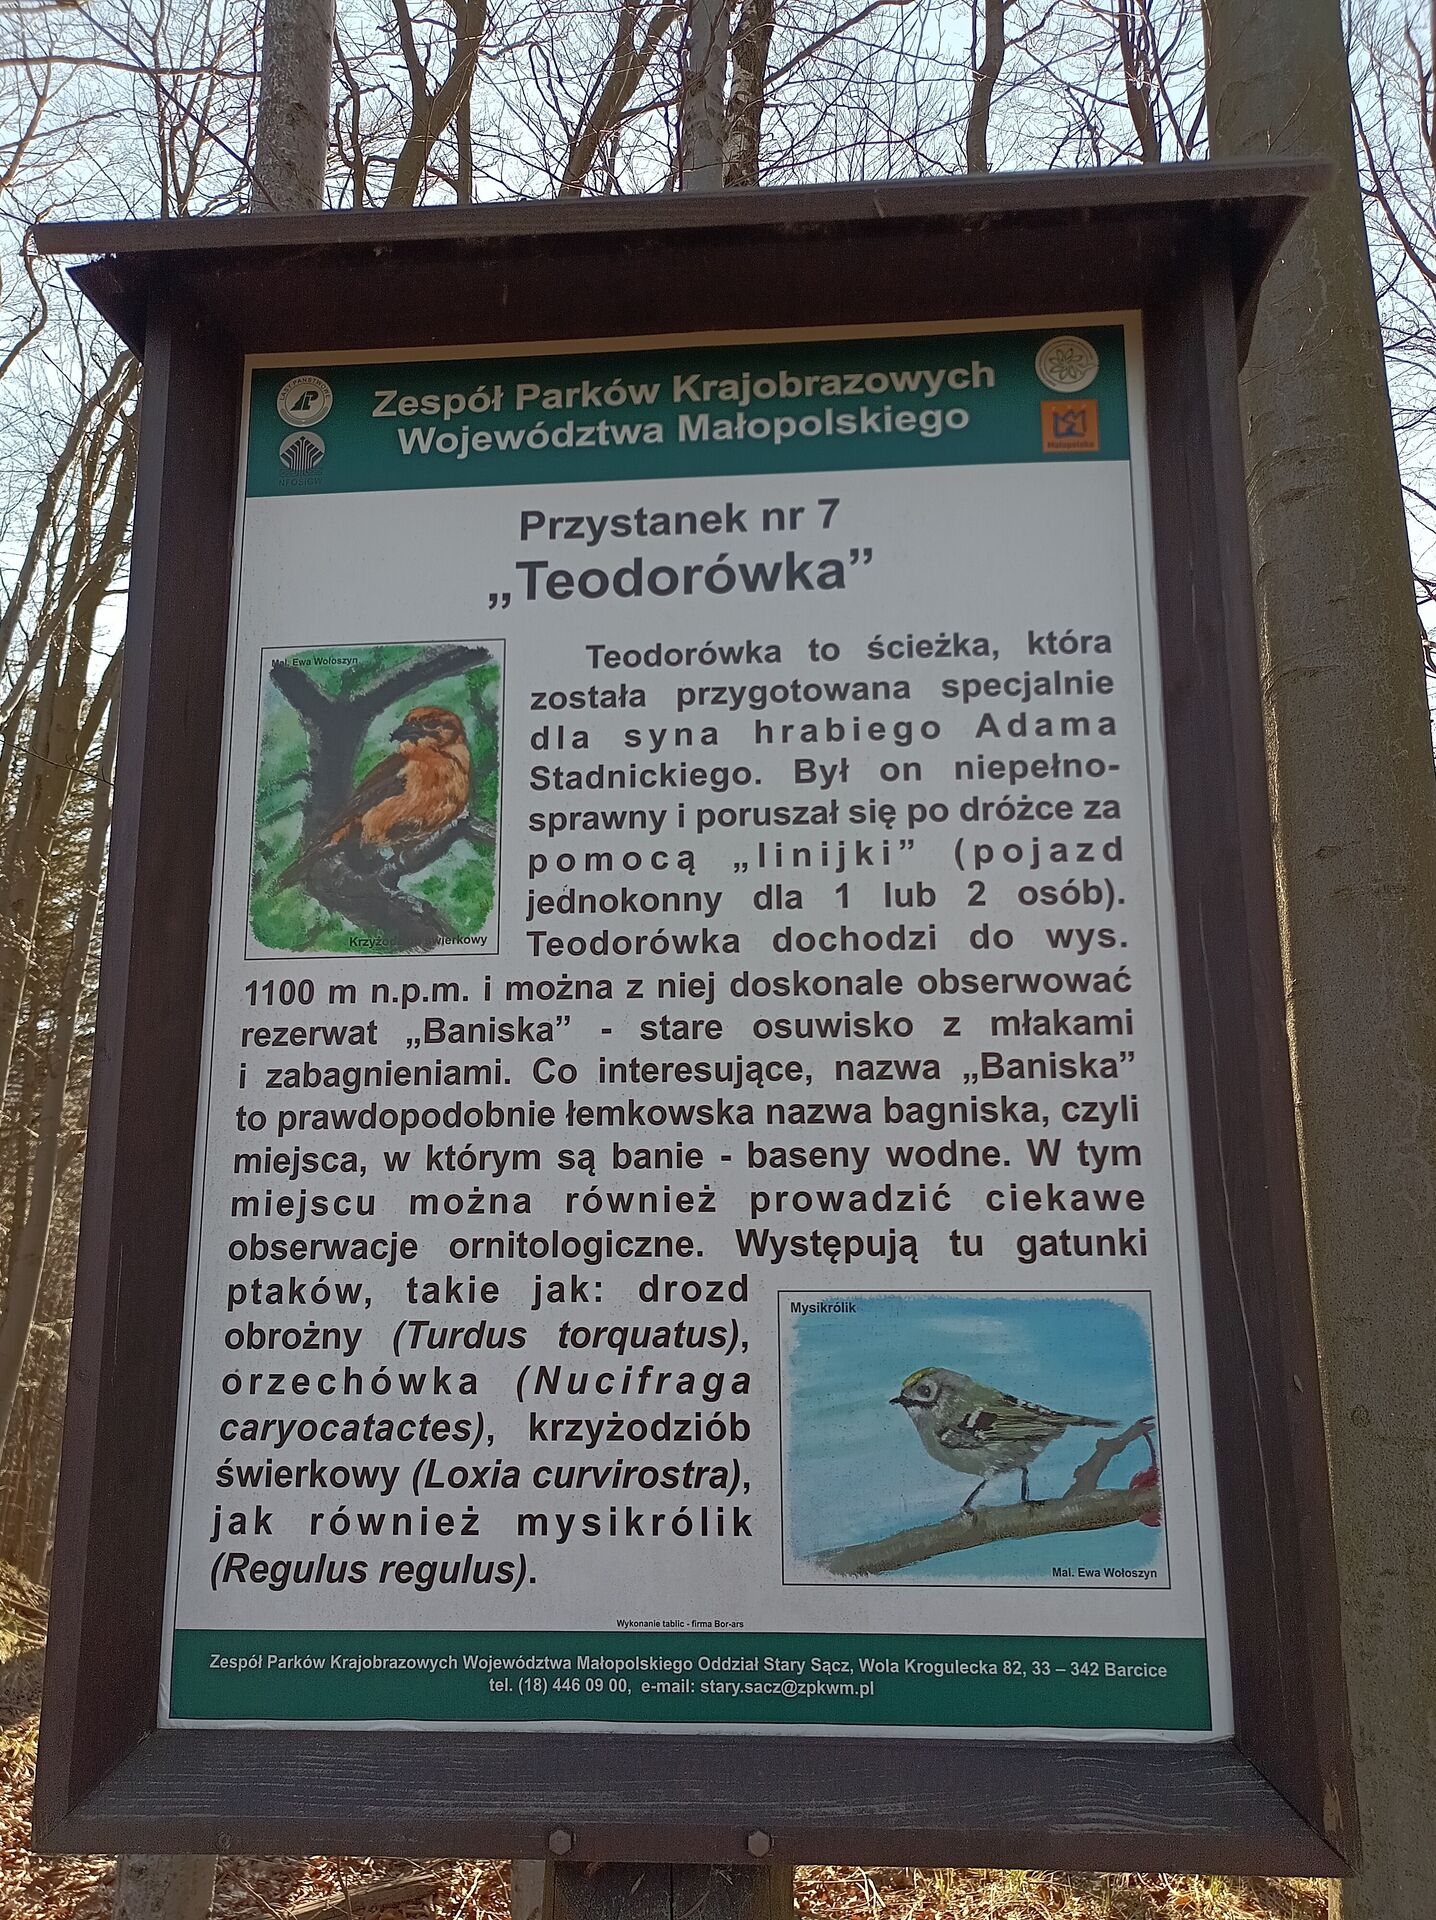 LASY PAŃSTWOWE
NFOŚiGW
Zespół Parków Krajobrazowych
Województwa Małopolskiego
Małopolska
Przystanek nr 7
„Teodorówka”
Mal. Ewa Wołoszyn
świerkowy
Teodorówka to ścieżka, która
została przygotowana specjalnie
dla syna hrabiego Adama
Stadnickiego. Był on niepełno-
sprawny i poruszał się po dróżce za
pomocą „linijki” (pojazd
jednokonny dla 1 lub 2 osób).
Teodorówka dochodzi do wys.
1100 m n.p.m. i można z niej doskonale obserwować
rezerwat „Baniska” - stare osuwisko z młakami
i zabagnieniami. Co interesujące, nazwa „Baniska”
to prawdopodobnie łemkowska nazwa bagniska, czyli
miejsca, w którym są banie - baseny wodne. W tym
miejscu można również prowadzić ciekawe
obserwacje ornitologiczne. Występują tu gatunki
ptaków, takie jak: drozd
obrożny (Turdus torquatus),
orzechówka (Nucifraga
caryocatactes), krzyżodziób
świerkowy (Loxia curvirostra),
jak również mysikrólik
(Regulus regulus).
Mysikrólik
Mal. Ewa Wołoszyn
Wykonanie tablic - firma Bor-ars
Zespół Parków Krajobrazowych Województwa Małopolskiego Oddział Stary Sącz, Wola Krogulecka 82, 33 – 342 Barcice
tel. (18) 446 09 00, e-mail: stary.sacz@zpkwm.pl